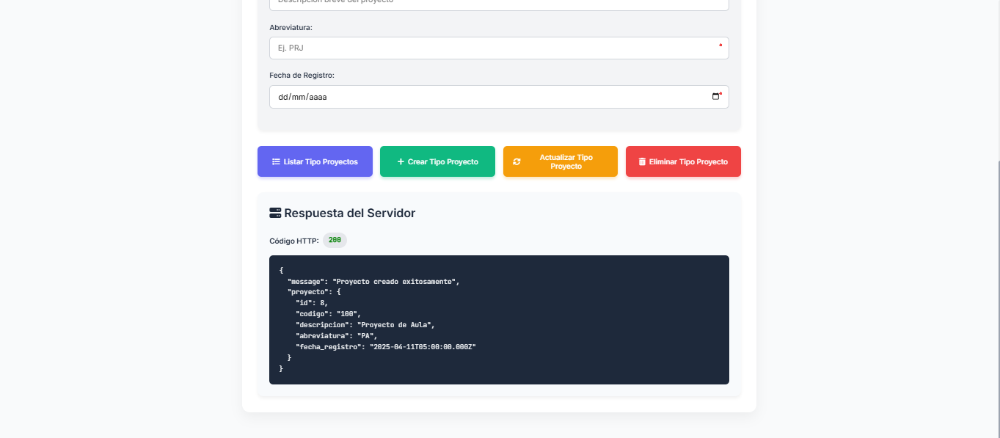 Descripción breve del proyecto
Abreviatura:
Ej. PRJ
*
Fecha de Registro:
dd/mm/aaaa
*
Listar Tipo Proyectos
Crear Tipo Proyecto
Actualizar Tipo
Proyecto
Eliminar Tipo Proyecto
Respuesta del Servidor
Código HTTP: 200
{
  "message": "Proyecto creado exitosamente",
  "proyecto": {
    "id": 8,
    "codigo": "100",
    "descripcion": "Proyecto de Aula",
    "abreviatura": "PA",
    "fecha_registro": "2025-04-11T05:00:00.000Z"
  }
}